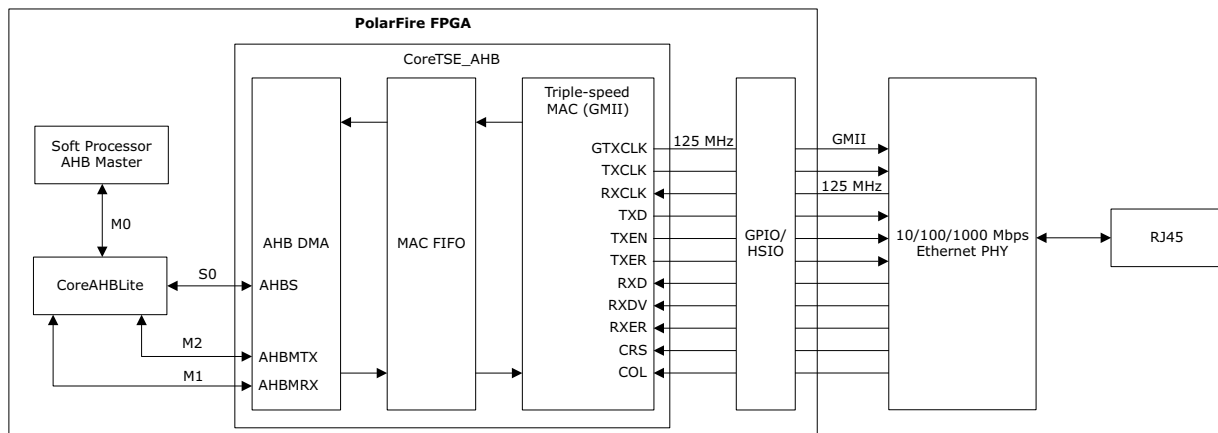 PolarFire FPGA
CoreTSE_AHB
Soft Processor
AHB Master
M0
CoreAHBLite
S0
M2
M1
AHB DMA
AHBS
AHBMTX
AHBMRX
MAC FIFO
Triple-speed
MAC (GMII)
GTXCLK
TXCLK
RXCLK
TXD
TXEN
TXER
RXD
RXDV
RXER
CRS
COL
125 MHz
GPIO/
HSIO
GMII
125 MHz
10/100/1000 Mbps
Ethernet PHY
RJ45